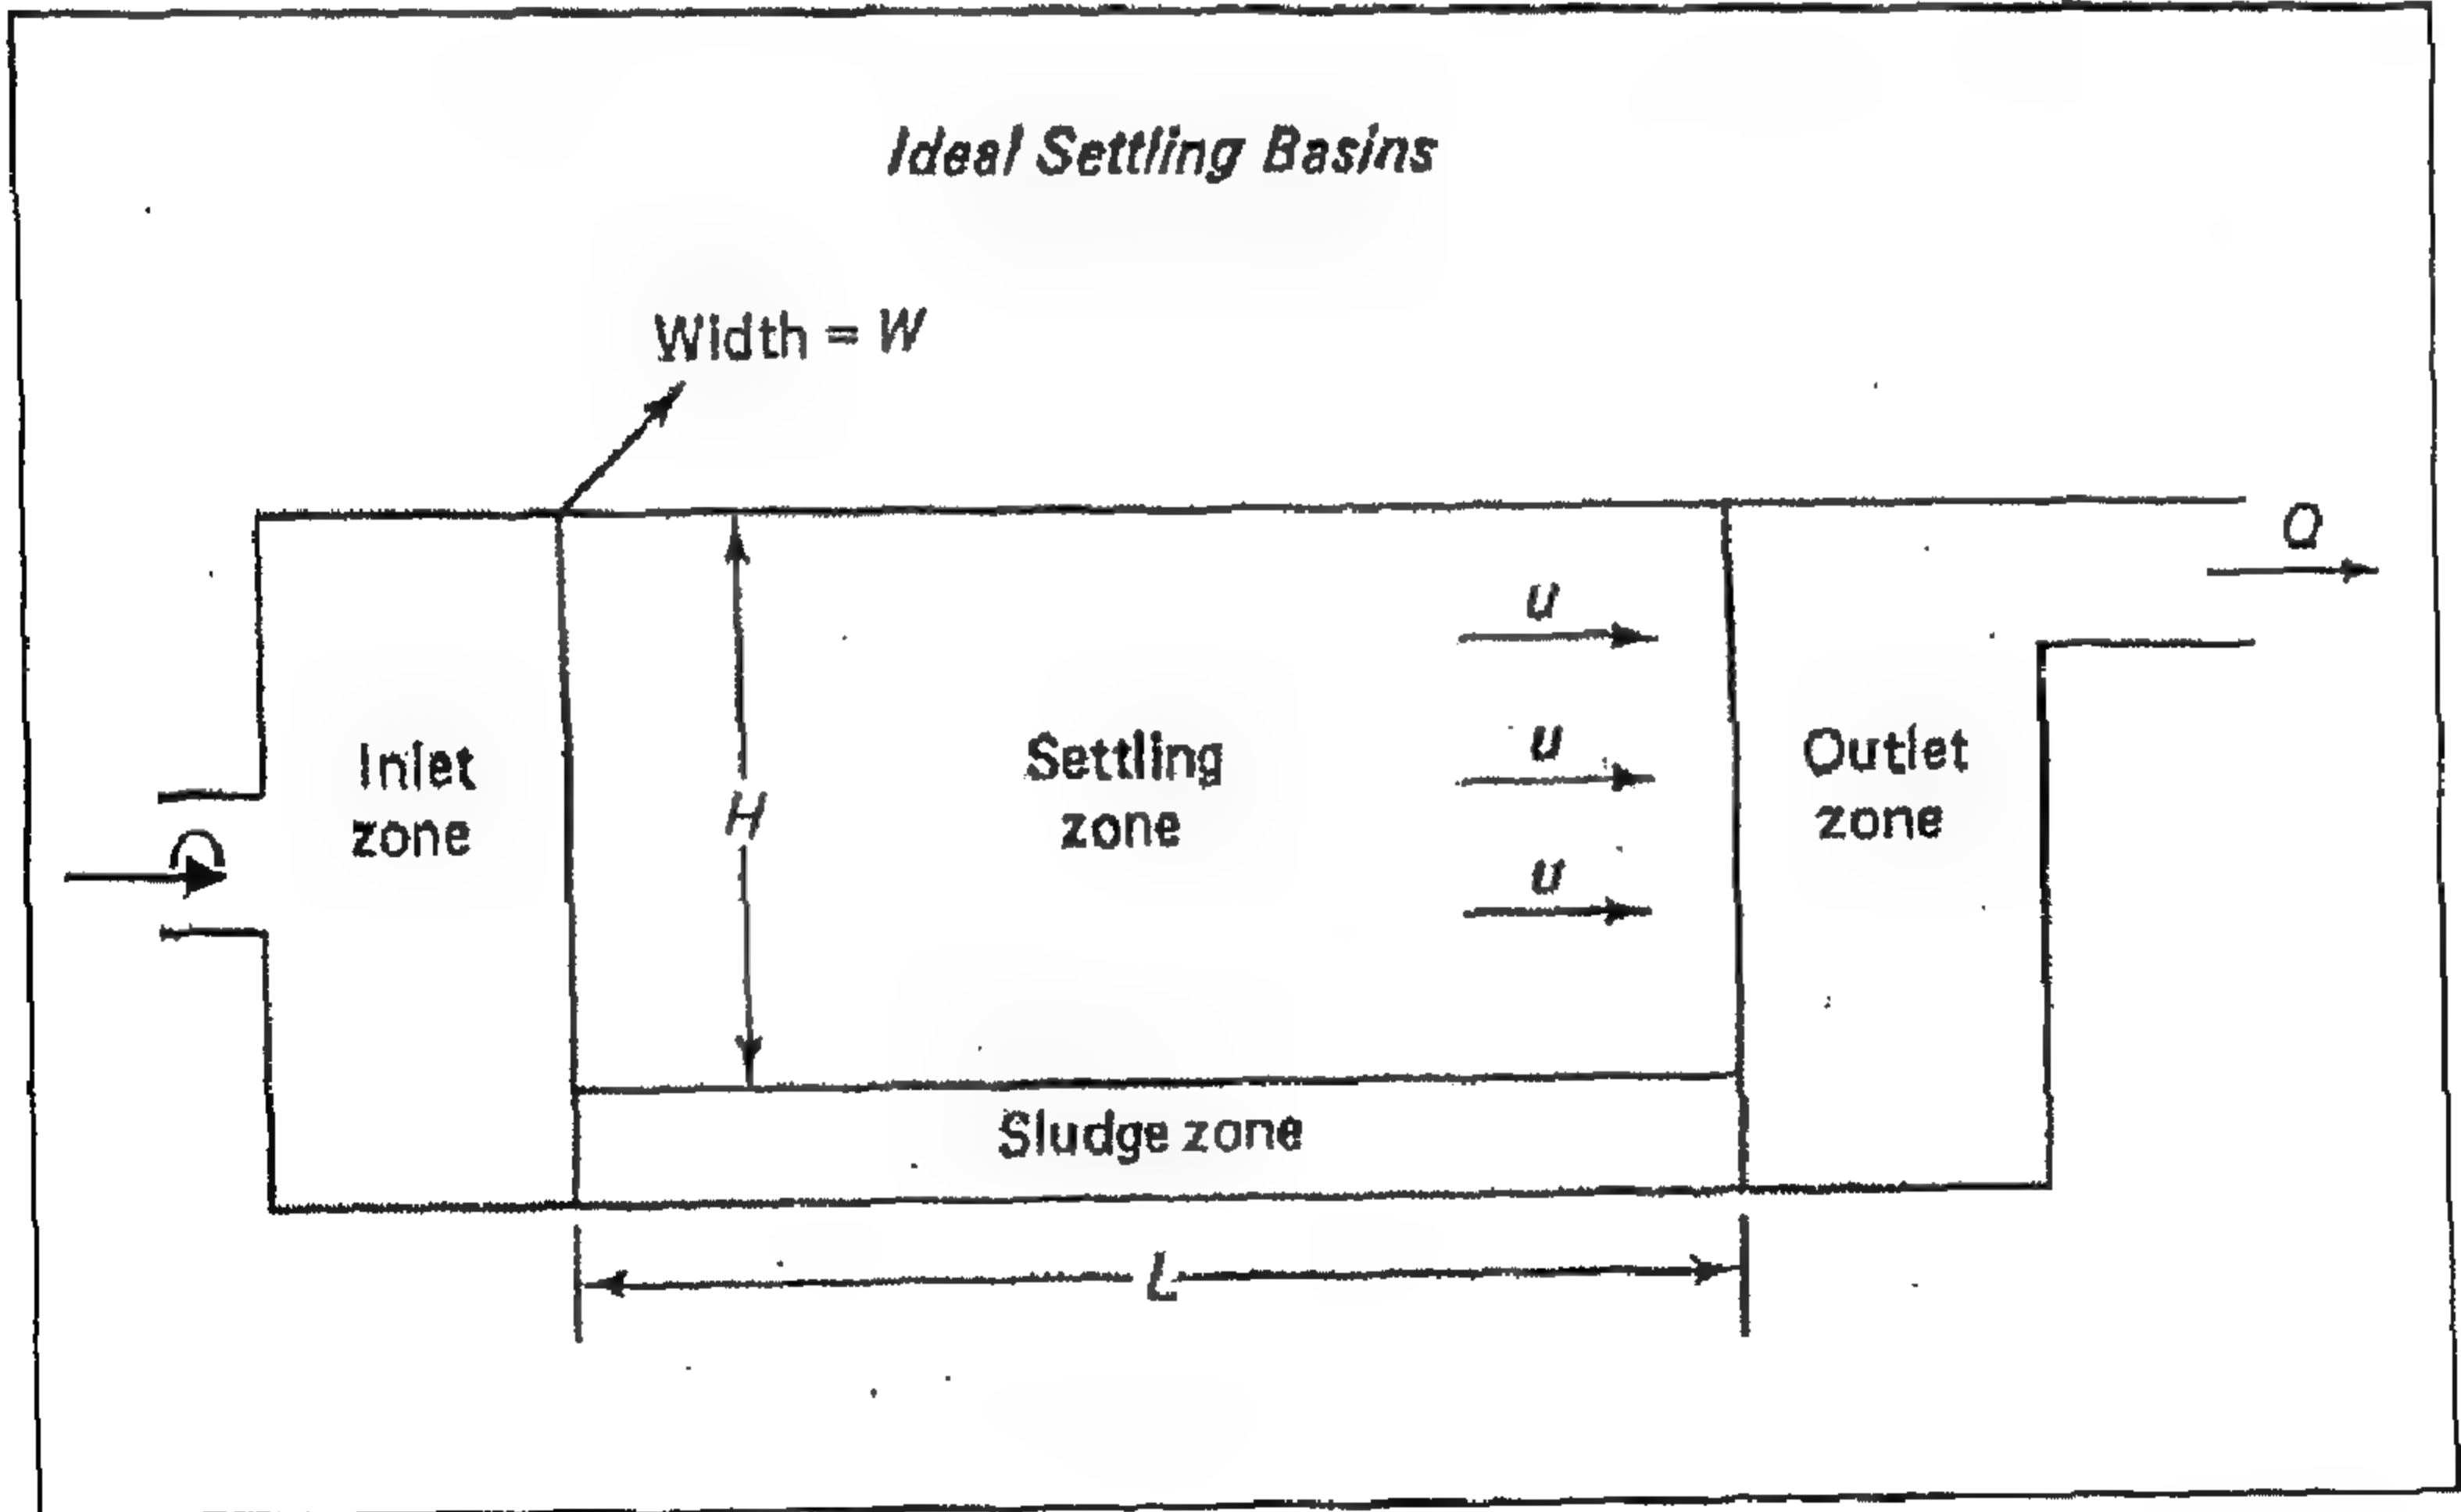 Ideal Settling Basins
Width = W
Q
u
Inlet
zone
H
Settling
zone
u
Outlet
zone
Q
u
Sludge zone
L